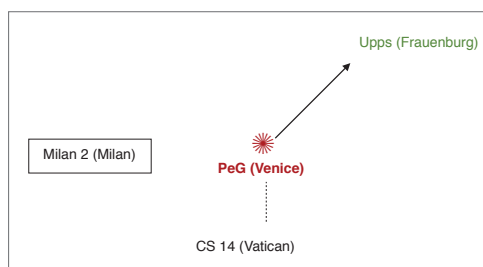 Upps (Frauenburg)
Milan 2 (Milan)
PeG (Venice)
CS 14 (Vatican)